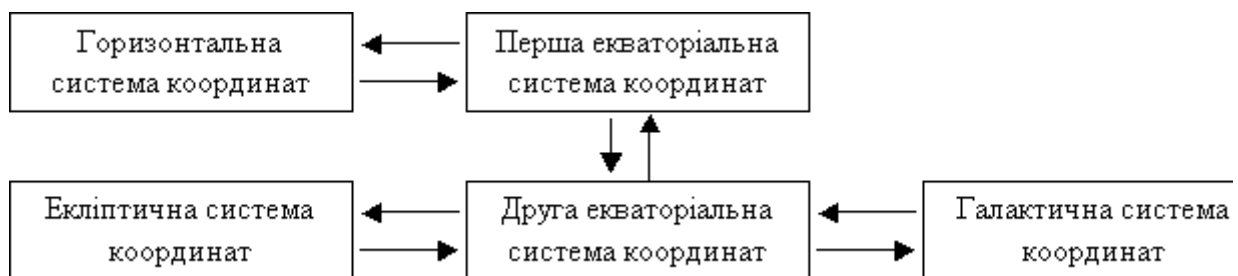 Горизонтальна
система координат
Перша екваторіальна
система координат
Екліптична система
координат
Друга екваторіальна
система координат
Галактична система
координат